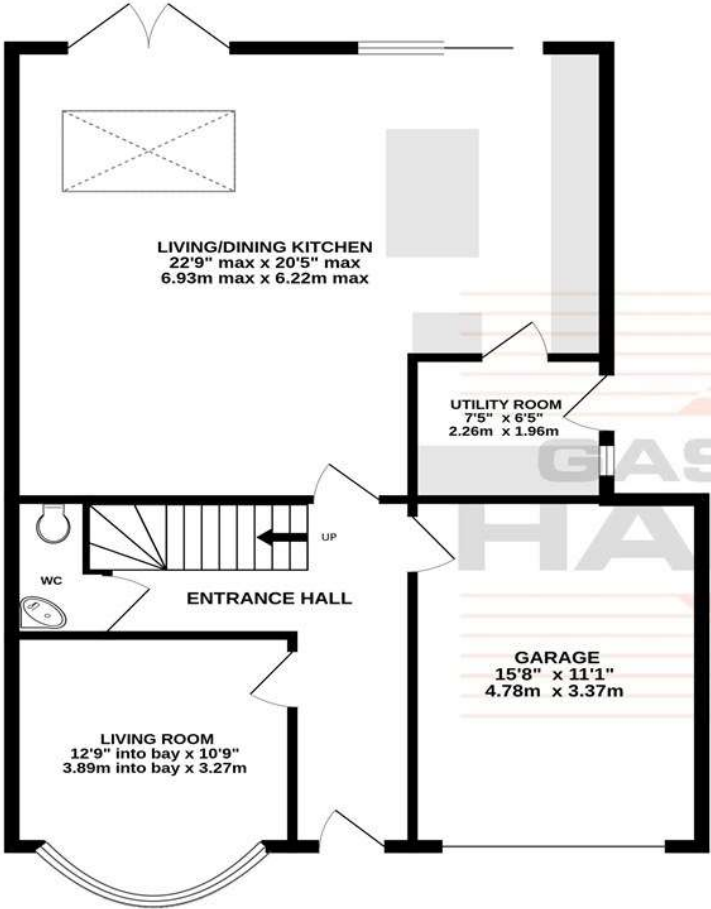 LIVING/DINING KITCHEN
22'9" max x 20'5" max
6.93m max x 6.22m max
UTILITY ROOM
7'5" x 6'5"
2.26m x 1.96m
GAS
HA
UP
WC
ENTRANCE HALL
GARAGE
15'8" x 11'1"
4.78m x 3.37m
LIVING ROOM
12'9" into bay x 10'9"
3.89m into bay x 3.27m